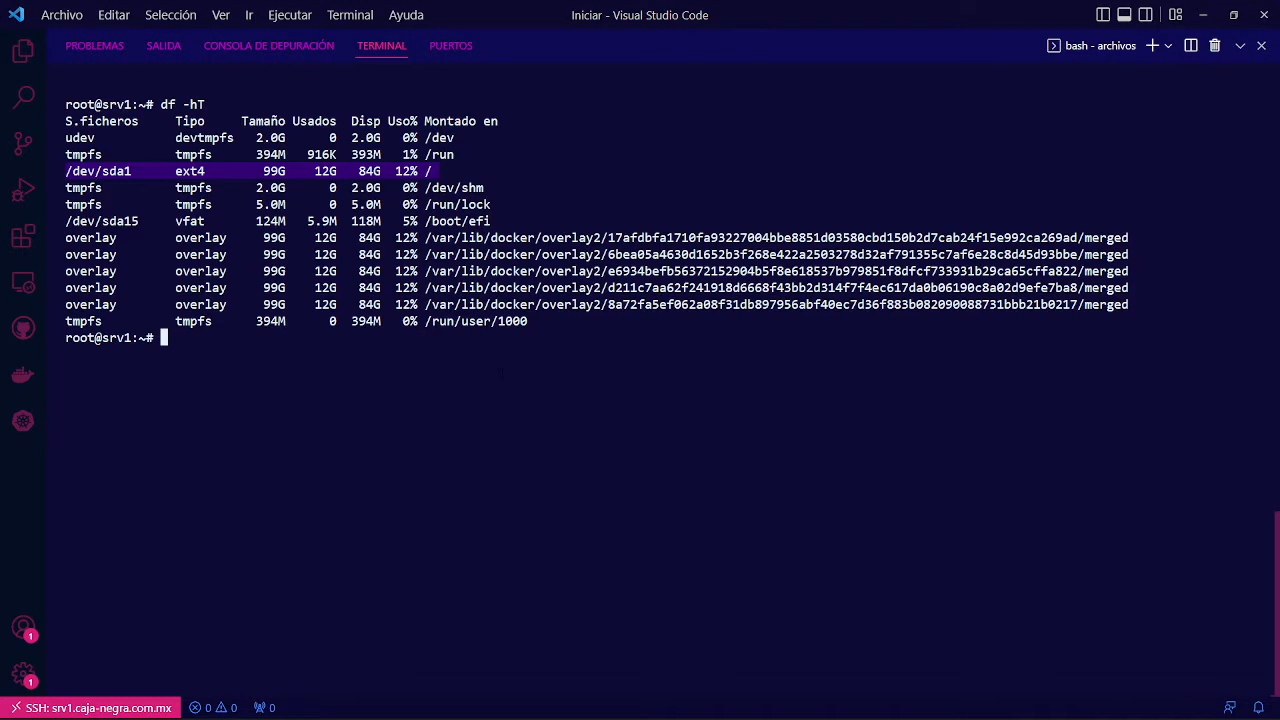 Archivo Editar Selección Ver Ir Ejecutar Terminal Ayuda Iniciar - Visual Studio Code
PROBLEMAS SALIDA CONSOLA DE DEPURACIÓN TERMINAL PUERTOS bash - archivos
root@srv1:~# df -hT
S.ficheros Tipo Tamaño Usados Disp Uso% Montado en
udev devtmpfs 2.0G 0 2.0G 0% /dev
tmpfs tmpfs 394M 916K 393M 1% /run
/dev/sda1 ext4 99G 12G 84G 12% /
tmpfs tmpfs 2.0G 0 2.0G 0% /dev/shm
tmpfs tmpfs 5.0M 0 5.0M 0% /run/lock
/dev/sda15 vfat 124M 5.9M 118M 5% /boot/efi
overlay overlay 99G 12G 84G 12% /var/lib/docker/overlay2/17afdbfa1710fa93227004bbe8851d03580cbd150b2d7cab24f15e992ca269ad/merged
overlay overlay 99G 12G 84G 12% /var/lib/docker/overlay2/6bea05a4630d1652b3f268e422a2503278d32af791355c7af6e28c8d45d93bbe/merged
overlay overlay 99G 12G 84G 12% /var/lib/docker/overlay2/e6934befb56372152904b5f8e618537b979851f8dfcf733931b29ca65cffa822/merged
overlay overlay 99G 12G 84G 12% /var/lib/docker/overlay2/d211c7aa62f241918d6668f43bb2d314f7f4ec617da0b06190c8a02d9efe7ba8/merged
overlay overlay 99G 12G 84G 12% /var/lib/docker/overlay2/8a72fa5ef062a08f31db897956abf40ec7d36f883b082090088731bbb21b0217/merged
tmpfs tmpfs 394M 0 394M 0% /run/user/1000
root@srv1:~#
1
1
SSH: srv1.caja-negra.com.mx 0 0 0